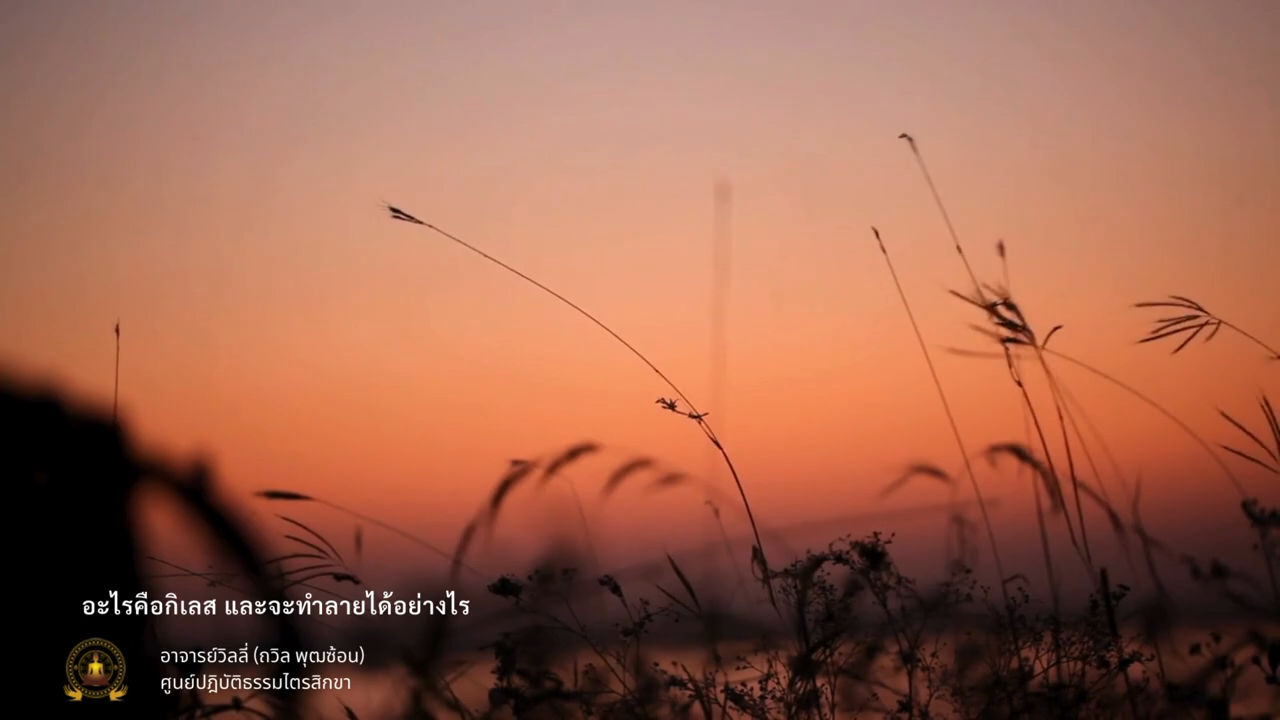 อะไรคือกิเลส และจะทำลายได้อย่างไร
อาจารย์วิลลี่ (ถวิล พุฒซ้อน)
ศูนย์ปฎิบัติธรรมไตรสิกขา